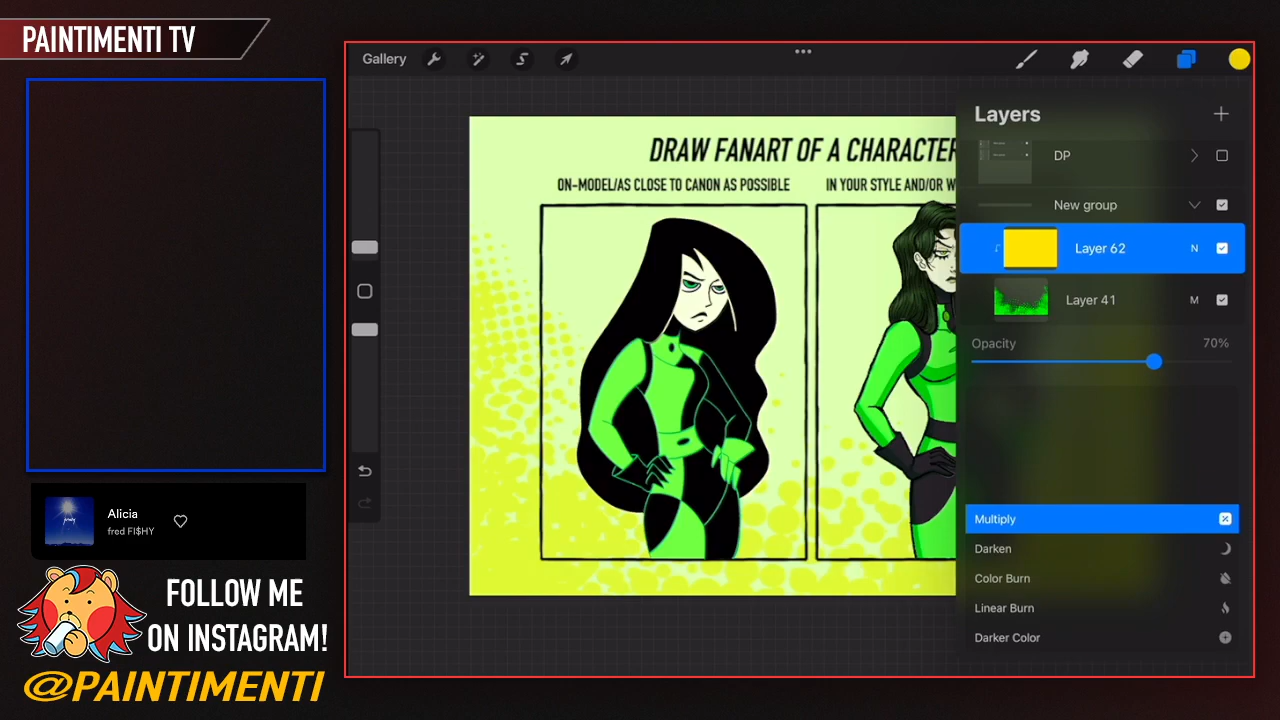 PAINTIMENTI TV
Gallery
DRAW FANART OF A CHARACTER
ON-MODEL/AS CLOSE TO CANON AS POSSIBLE
IN YOUR STYLE AND/OR W
Layers
DP
New group
Layer 62 N
Layer 41 M
Opacity 70%
Multiply
Darken
Color Burn
Linear Burn
Darker Color
Alicia
fred FI$HY
FOLLOW ME
ON INSTAGRAM!
@PAINTIMENTI